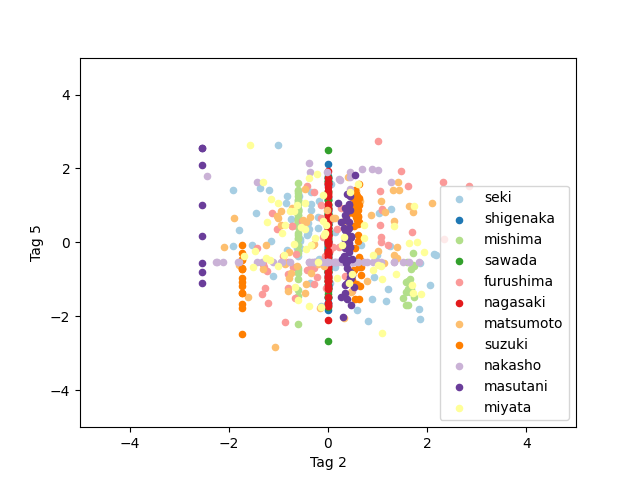 4
2
0
−2
−4
Tag 5
−4
−2
0
2
4
Tag 2
seki
shigenaka
mishima
sawada
furushima
nagasaki
matsumoto
suzuki
nakasho
masutani
miyata